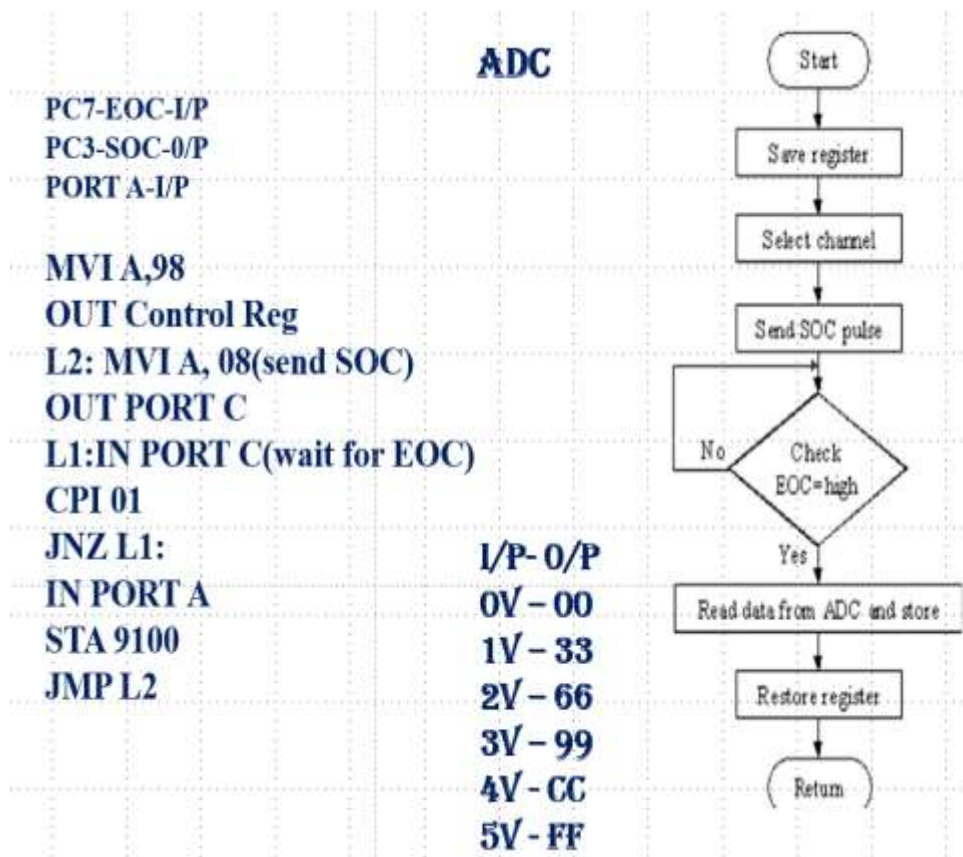 ADC
PC7-EOC-I/P
PC3-SOC-0/P
PORT A-I/P
MVI A,98
OUT Control Reg
L2: MVI A, 08(send SOC)
OUT PORT C
L1:IN PORT C(wait for EOC)
CPI 01
JNZ L1:
IN PORT A
STA 9100
JMP L2
I/P- O/P
0V – 00
1V – 33
2V – 66
3V – 99
4V - CC
5V - FF
Start
Save register
Select channel
Send SOC pulse
No
Check
EOC=high
Yes
Read data from ADC and store
Restore register
Return